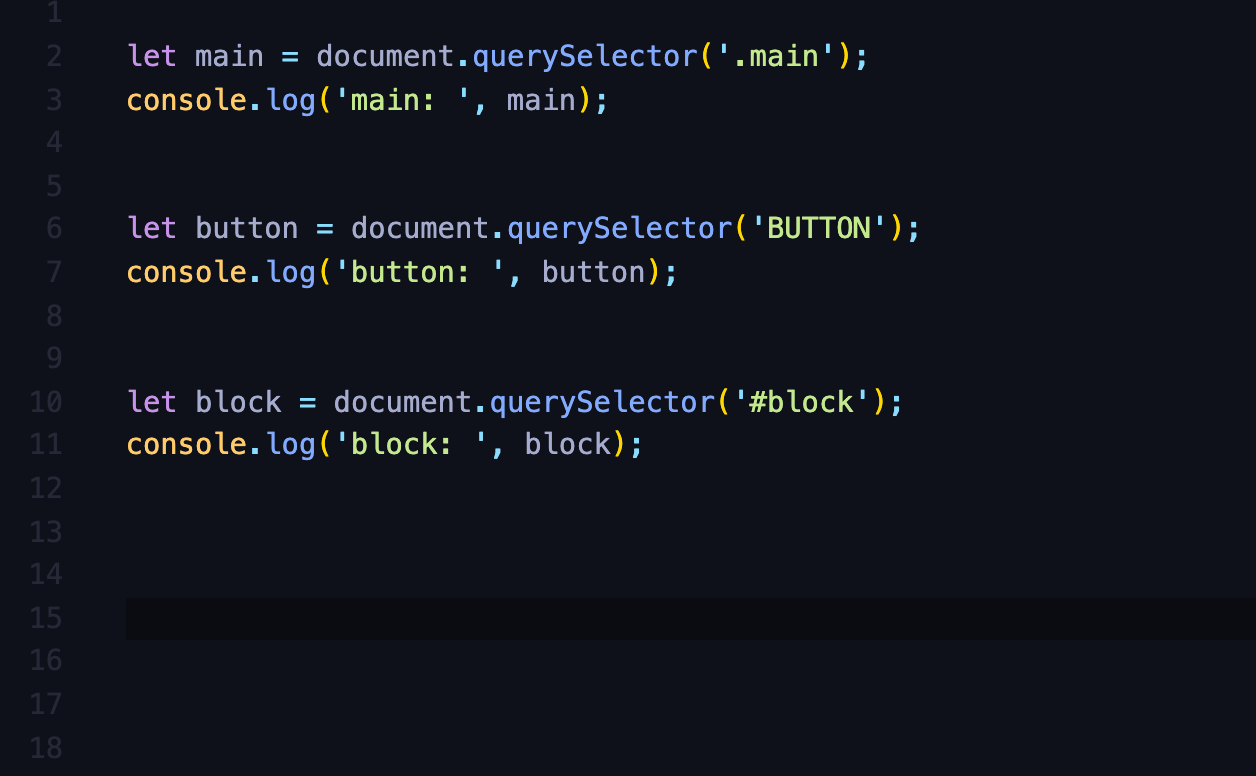 1
2 let main = document.querySelector('.main');
3 console.log('main: ', main);
4
5
6 let button = document.querySelector('BUTTON');
7 console.log('button: ', button);
8
9
10 let block = document.querySelector('#block');
11 console.log('block: ', block);
12
13
14
15
16
17
18